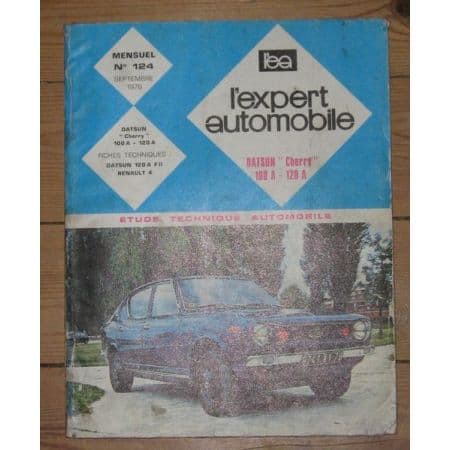 MENSUEL
N° 124
SEPTEMBRE
1976
DATSUN
"Cherry"
100 A - 120 A
FICHES TECHNIQUES :
DATSUN 120 A FII
RENAULT 4
l'ea
l'expert
automobile
DATSUN "Cherry"
100 A - 120 A
ETUDE TECHNIQUE AUTOMOBILE